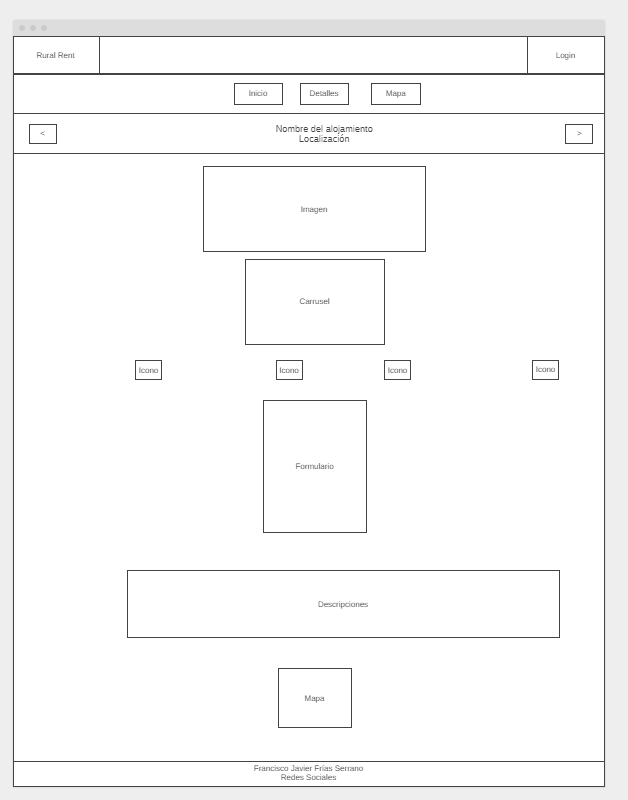 Rural Rent
Login
Inicio
Detalles
Mapa
<
Nombre del alojamiento
Localización
>
Imagen
Carrusel
Icono
Icono
Icono
Icono
Formulario
Descripciones
Mapa
Francisco Javier Frías Serrano
Redes Sociales